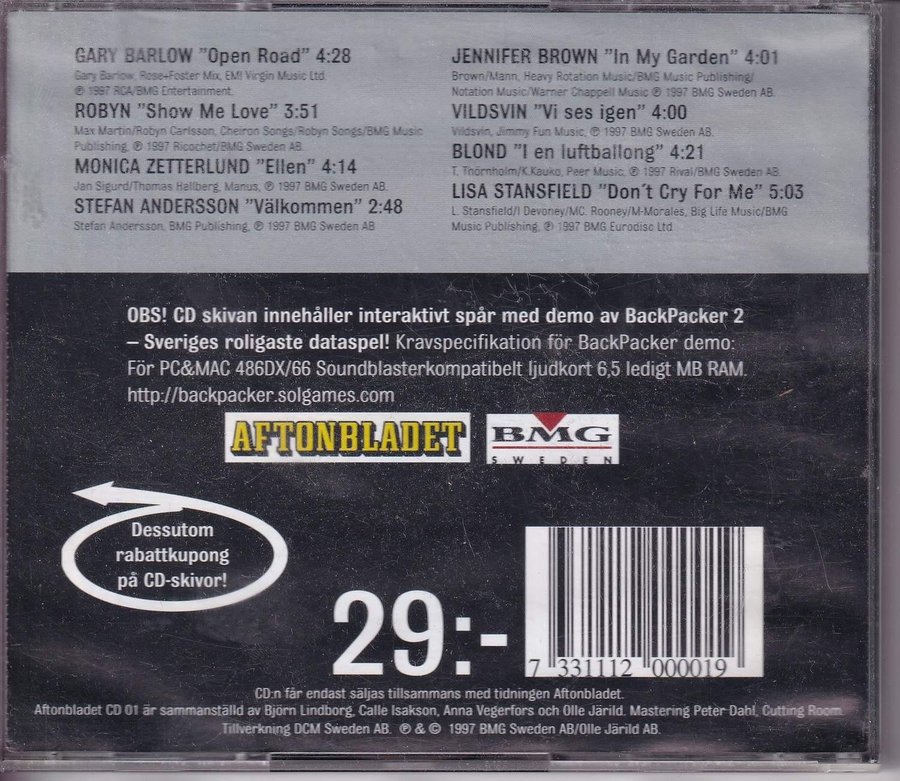 GARY BARLOW "Open Road" 4:28
Gary Barlow, Rose+Foster Mix, EMI Virgin Music Ltd.
℗ 1997 RCA/BMG Entertainment.
ROBYN "Show Me Love" 3:51
Max Martin/Robyn Carlsson, Cheiron Songs/Robyn Songs/BMG Music
Publishing, ℗ 1997 Ricochet/BMG Sweden AB.
MONICA ZETTERLUND "Ellen" 4:14
Jan Sigurd/Thomas Hallberg, Manus, ℗ 1997 BMG Sweden AB.
STEFAN ANDERSSON "Välkommen" 2:48
Stefan Andersson, BMG Publishing, ℗ 1997 BMG Sweden AB
JENNIFER BROWN "In My Garden" 4:01
Brown/Mann, Heavy Rotation Music/BMG Music Publishing/
Notation Music/Warner Chappell Music ℗ 1997 BMG Sweden AB.
VILDSVIN "Vi ses igen" 4:00
Vildsvin, Jimmy Fun Music, ℗ 1997 BMG Sweden AB.
BLOND "I en luftballong" 4:21
T. Thornholm/K.Kauko, Peer Music, ℗ 1997 Rival/BMG Sweden AB.
LISA STANSFIELD "Don´t Cry For Me" 5:03
L. Stansfield/I Devoney/MC. Rooney/M-Morales, Big Life Music/BMG
Music Publishing, ℗ 1997 BMG Eurodisc Ltd
OBS! CD skivan innehåller interaktivt spår med demo av BackPacker 2
– Sveriges roligaste dataspel! Kravspecifikation för BackPacker demo:
För PC&MAC 486DX/66 Soundblasterkompatibelt ljudkort 6,5 ledigt MB RAM.
http://backpacker.solgames.com
AFTONBLADET
BMG
SWEDEN
Dessutom
rabattkupong
på CD-skivor!
29:-
7 331112 000019
CD:n får endast säljas tillsammans med tidningen Aftonbladet.
Aftonbladet CD 01 är sammanställd av Björn Lindborg, Calle Isakson, Anna Vegerfors och Olle Järild. Mastering Peter Dahl, Cutting Room.
Tillverkning DCM Sweden AB. ℗ & © 1997 BMG Sweden AB/Olle Järild AB.